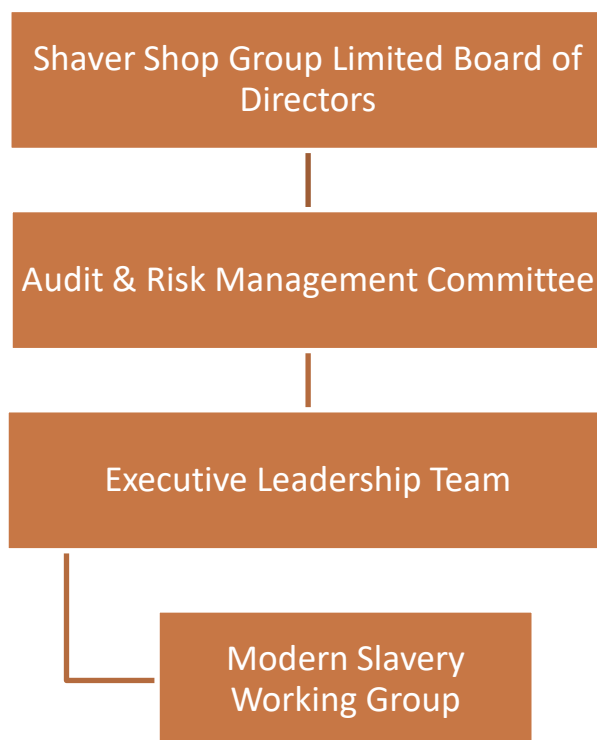 Shaver Shop Group Limited Board of
Directors
Audit & Risk Management Committee
Executive Leadership Team
Modern Slavery
Working Group